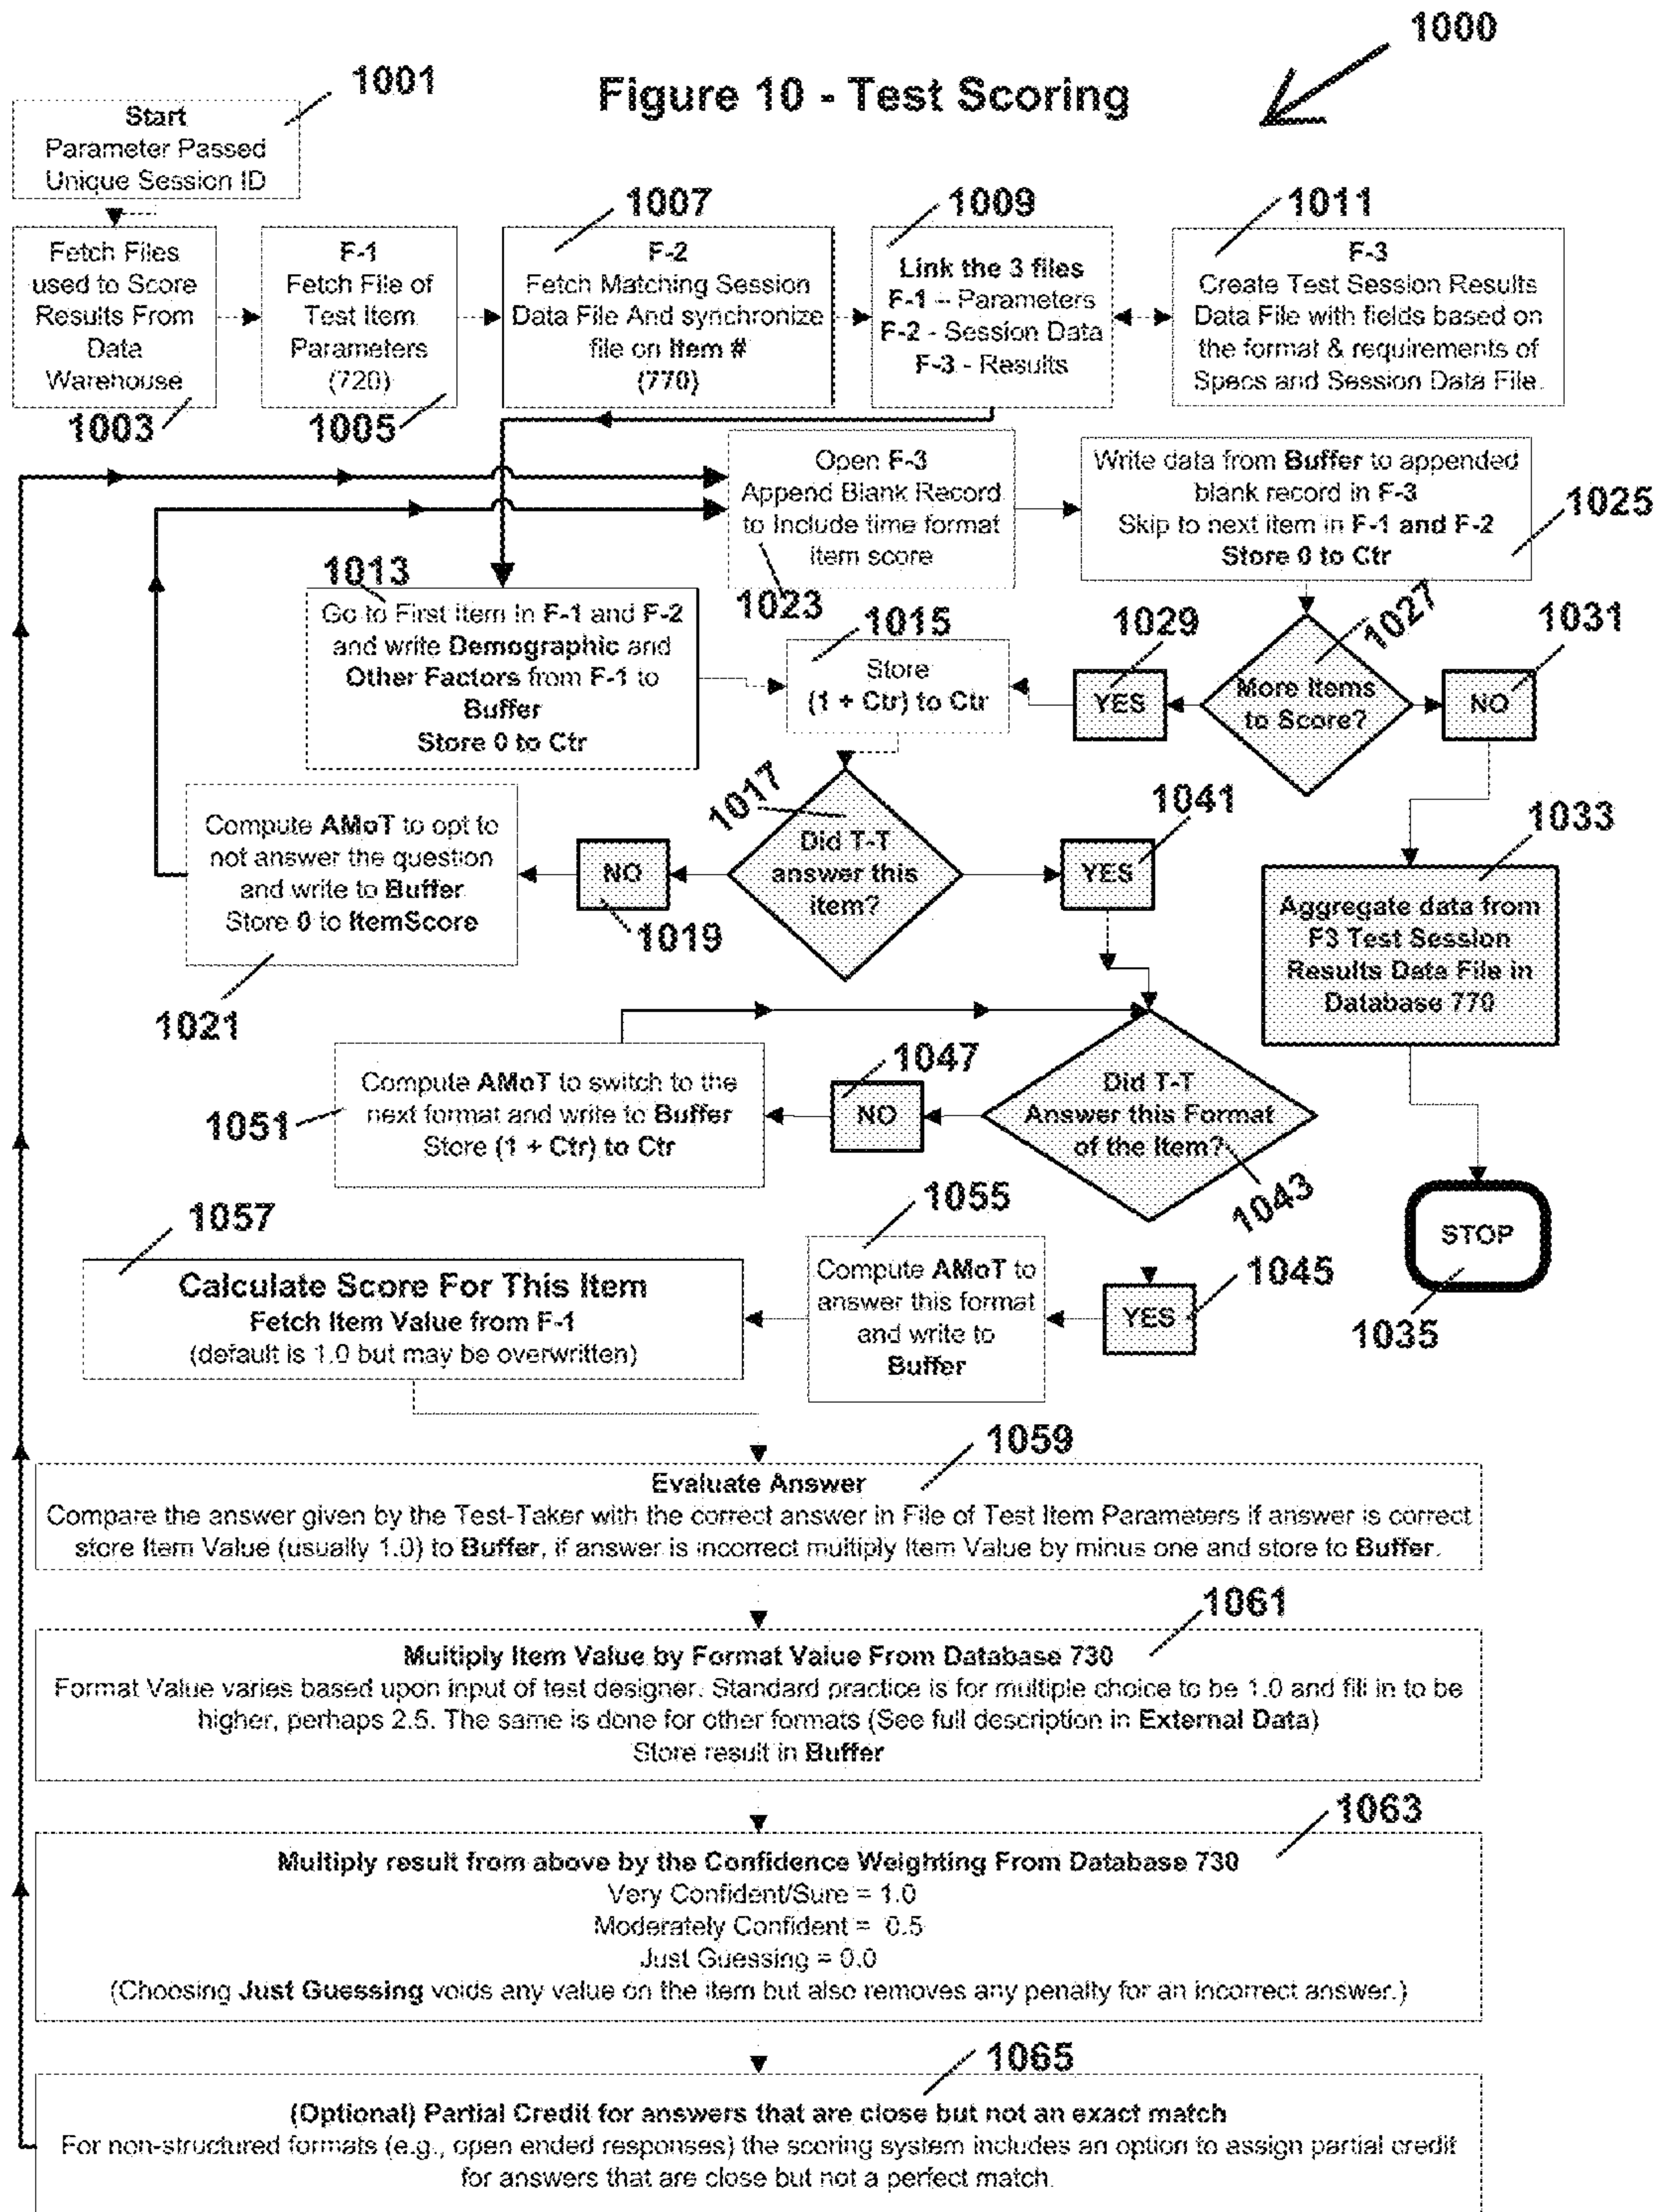 1000
Figure 10 - Test Scoring
1001
Start
Parameter Passed
Unique Session ID
1003
Fetch Files
used to Score
Results From
Data
Warehouse
1005
F-1
Fetch File of
Test Item
Parameters
(720)
1007
F-2
Fetch Matching Session
Data File And synchronize
file on Item #
(770)
1009
Link the 3 files
F-1 – Parameters
F-2 - Session Data
F-3 - Results
1011
F-3
Create Test Session Results
Data File with fields based on
the format & requirements of
Specs and Session Data File.
Open F-3
Append Blank Record
to Include time format
item score
1023
Write data from Buffer to appended
blank record in F-3
Skip to next item in F-1 and F-2
Store 0 to Ctr
1025
1013
Go to First Item In F-1 and F-2
and write Demographic and
Other Factors from F-1 to
Buffer
Store 0 to Ctr
1015
Store
(1 + Ctr) to Ctr
1029
YES
1027
More Items
to Score?
1031
NO
1017
Did T-T
answer this
item?
NO
1019
Compute AMoT to opt to
not answer the question
and write to Buffer
Store 0 to ItemScore
1021
1041
YES
1033
Aggregate data from
F3 Test Session
Results Data File in
Database 770
1047
NO
Did T-T
Answer this Format
of the Item?
1043
Compute AMoT to switch to the
next format and write to Buffer
Store (1 + Ctr) to Ctr
1051
STOP
1035
1045
YES
1055
Compute AMoT to
answer this format
and write to
Buffer
1057
Calculate Score For This Item
Fetch Item Value from F-1
(default is 1.0 but may be overwritten)
1059
Evaluate Answer
Compare the answer given by the Test-Taker with the correct answer in File of Test Item Parameters if answer is correct
store Item Value (usually 1.0) to Buffer, if answer is incorrect multiply Item Value by minus one and store to Buffer.
1061
Multiply Item Value by Format Value From Database 730
Format Value varies based upon input of test designer. Standard practice is for multiple choice to be 1.0 and fill in to be
higher, perhaps 2.5. The same is done for other formats (See full description in External Data)
Store result in Buffer
1063
Multiply result from above by the Confidence Weighting From Database 730
Very Confident/Sure = 1.0
Moderately Confident = 0.5
Just Guessing = 0.0
(Choosing Just Guessing voids any value on the item but also removes any penalty for an incorrect answer.)
1065
(Optional) Partial Credit for answers that are close but not an exact match
For non-structured formats (e.g., open ended responses) the scoring system includes an option to assign partial credit
for answers that are close but not a perfect match.